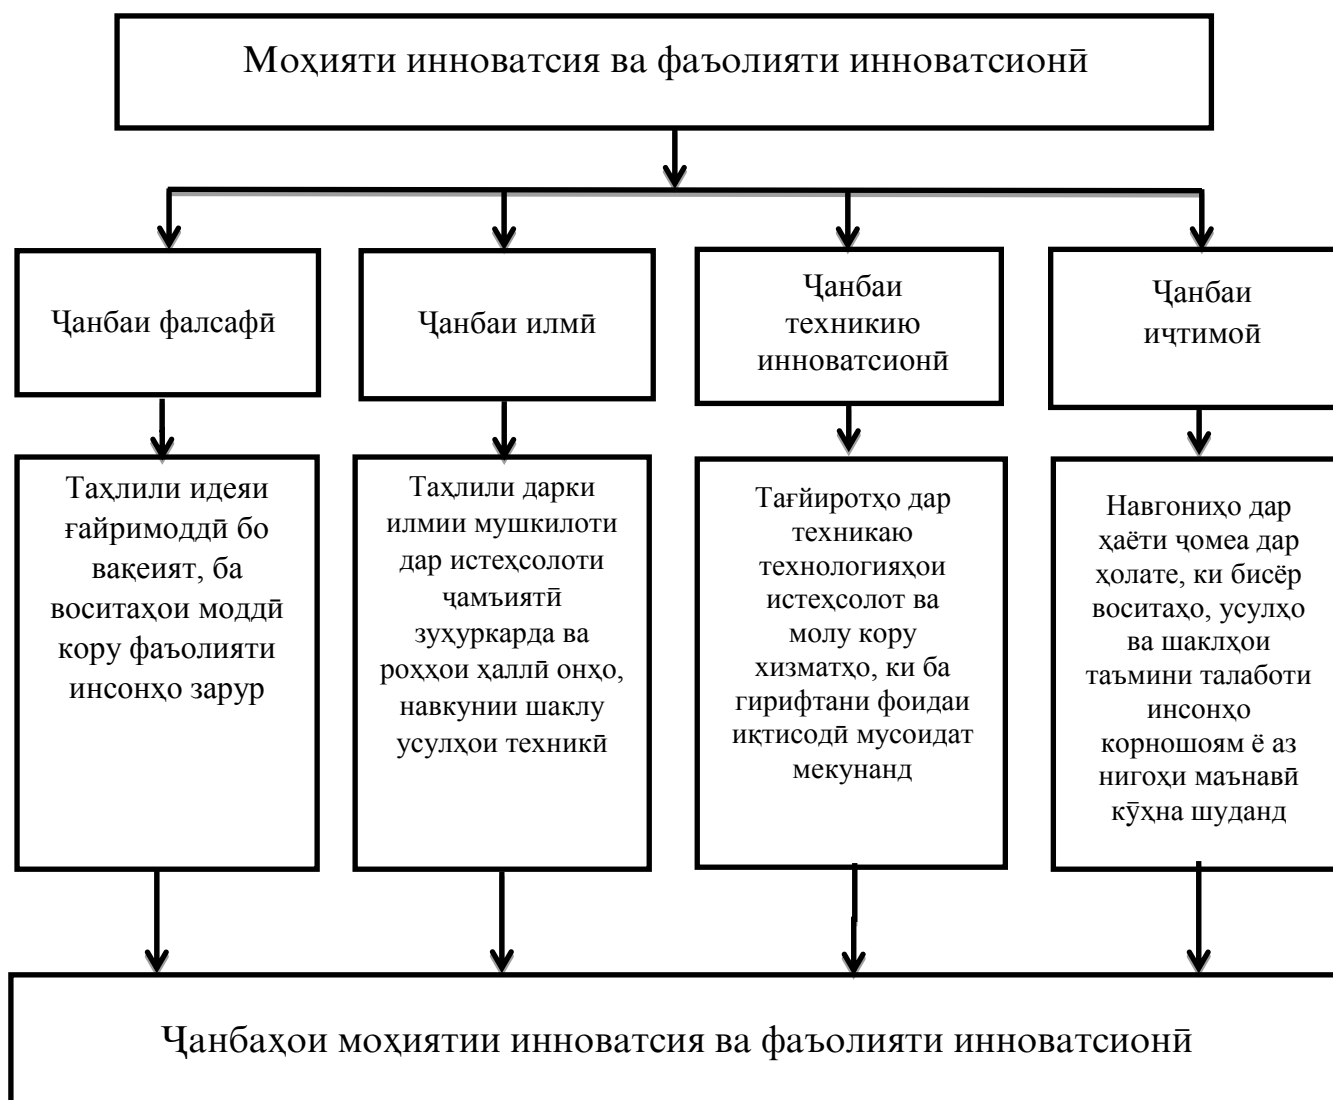 Моҳияти инноватсия ва фаъолияти инноватсионӣ
Ҷанбаи фалсафӣ
Ҷанбаи илмӣ
Ҷанбаи
техникию
инноватсионӣ
Ҷанбаи
иҷтимоӣ
Таҳлили идеяи
ғайримоддӣ бо
вақеият, ба
воситаҳои моддӣ
кору фаъолияти
инсонҳо зарур
Таҳлили дарки
илмии мушкилоти
дар истеҳсолоти
ҷамъиятӣ
зуҳуркарда ва
роҳҳои ҳаллӣ онҳо,
навкунии шаклу
усулҳои техникӣ
Тағйиротҳо дар
техникаю
технологияҳои
истеҳсолот ва
молу кору
хизматҳо, ки ба
гирифтани фоидаи
иқтисодӣ мусоидат
мекунанд
Навгониҳо дар
ҳаёти ҷомеа дар
ҳолате, ки бисёр
воситаҳо, усулҳо
ва шаклҳои
таъмини талаботи
инсонҳо
корношоям ё аз
нигоҳи маънавӣ
кӯҳна шуданд
Ҷанбаҳои моҳиятии инноватсия ва фаъолияти инноватсионӣ